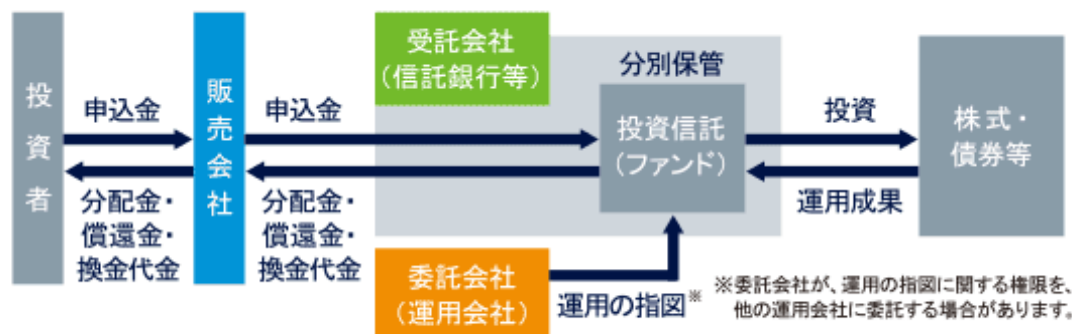 投資者
申込金
分配金・
償還金・
換金代金
販売会社
申込金
分配金・
償還金・
換金代金
受託会社
(信託銀行等)
分別保管
投資信託
(ファンド)
委託会社
(運用会社)
運用の指図※
投資
運用成果
株式・
債券等
※委託会社が、運用の指図に関する権限を、
他の運用会社に委託する場合があります。